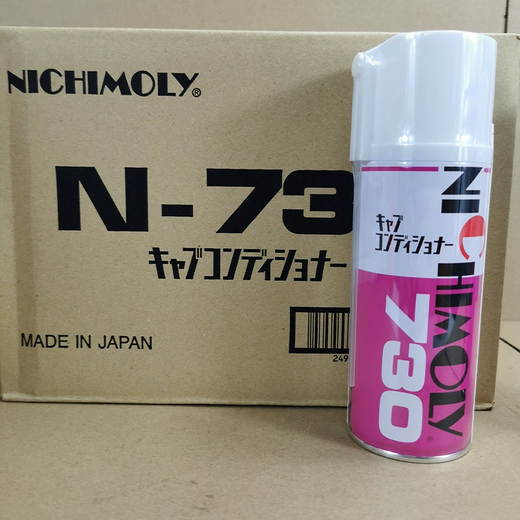 NICHIMOLY®
N-73
キャブコンディショナー
MADE IN JAPAN
249
NICHIMOLY®
キャブ
コンディショナー
730